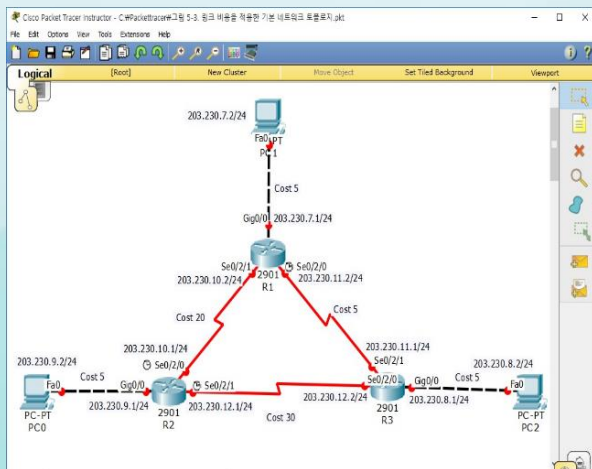 Cisco Packet Tracer Instructor - C:₩Packettracer₩그림 5-3. 링크 비용을 적용한 기본 네트워크 토폴로지.pkt
File Edit Options View Tools Extensions Help
Logical [Root] New Cluster Move Object Set Tiled Background Viewport
203.230.7.2/24
Fa0
PC1
Cost 5
Gig0/0 203.230.7.1/24
Se0/2/1 Se0/2/0
203.230.10.2/24 2901 203.230.11.2/24
R1
Cost 20 Cost 5
203.230.10.1/24 203.230.11.1/24
203.230.9.2/24 Se0/2/0 Se0/2/1 203.230.8.2/24
Fa0 Cost 5 Gig0/0 Se0/2/1 Se0/2/0 Gig0/0 Cost 5 Fa0
PC-PT 203.230.9.1/24 2901 203.230.12.1/24 203.230.12.2/24 2901 203.230.8.1/24 PC-PT
PC0 R2 Cost 30 R3 PC2